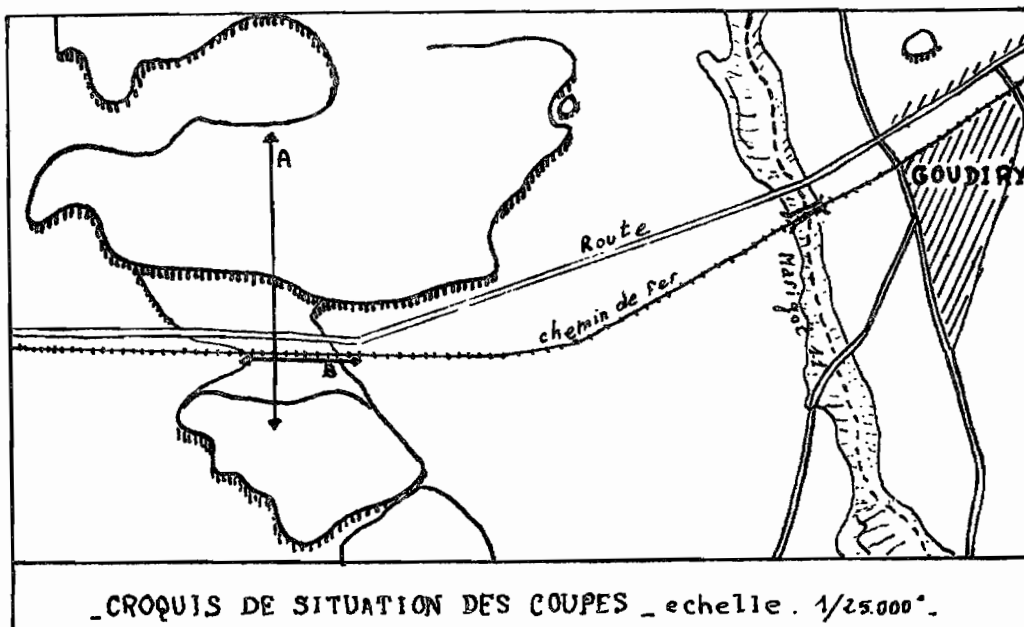 A
GOUDIRY
Route
Marigot
chemin de fer
B
_CROQUIS DE SITUATION DES COUPES _ echelle. 1/25.000°_